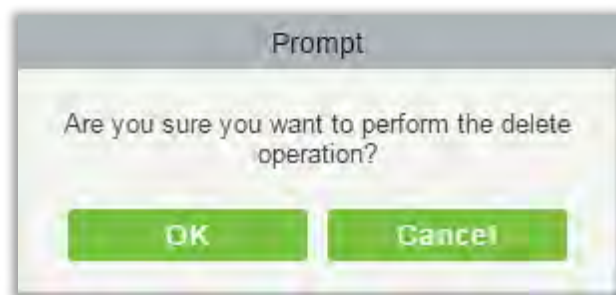 Prompt
Are you sure you want to perform the delete
operation?
OK
Cancel